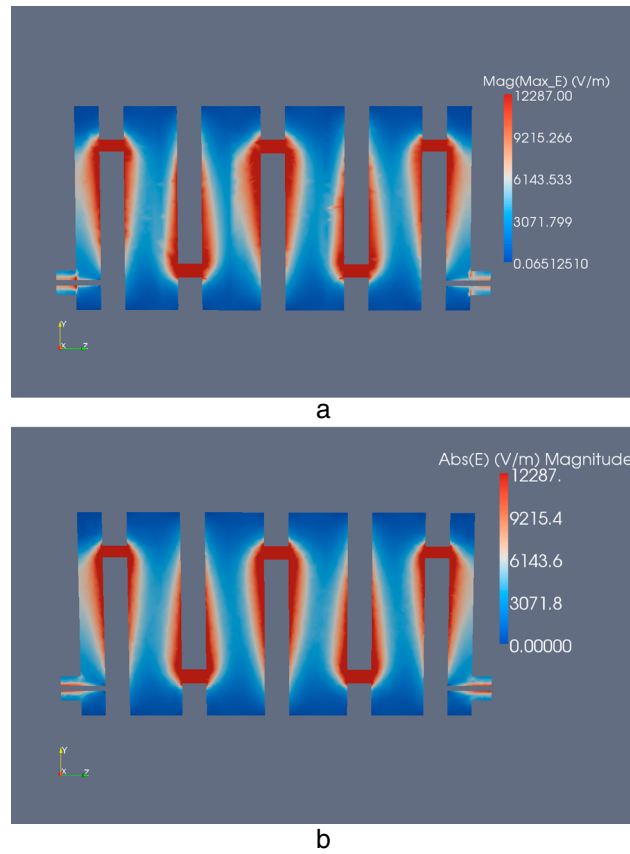 Mag(Max_E) (V/m)
12287.00
9215.266
6143.533
3071.799
0.06512510
Y
X Z
a
Abs(E) (V/m) Magnitude
12287.
9215.4
6143.6
3071.8
0.00000
Y
X Z
b